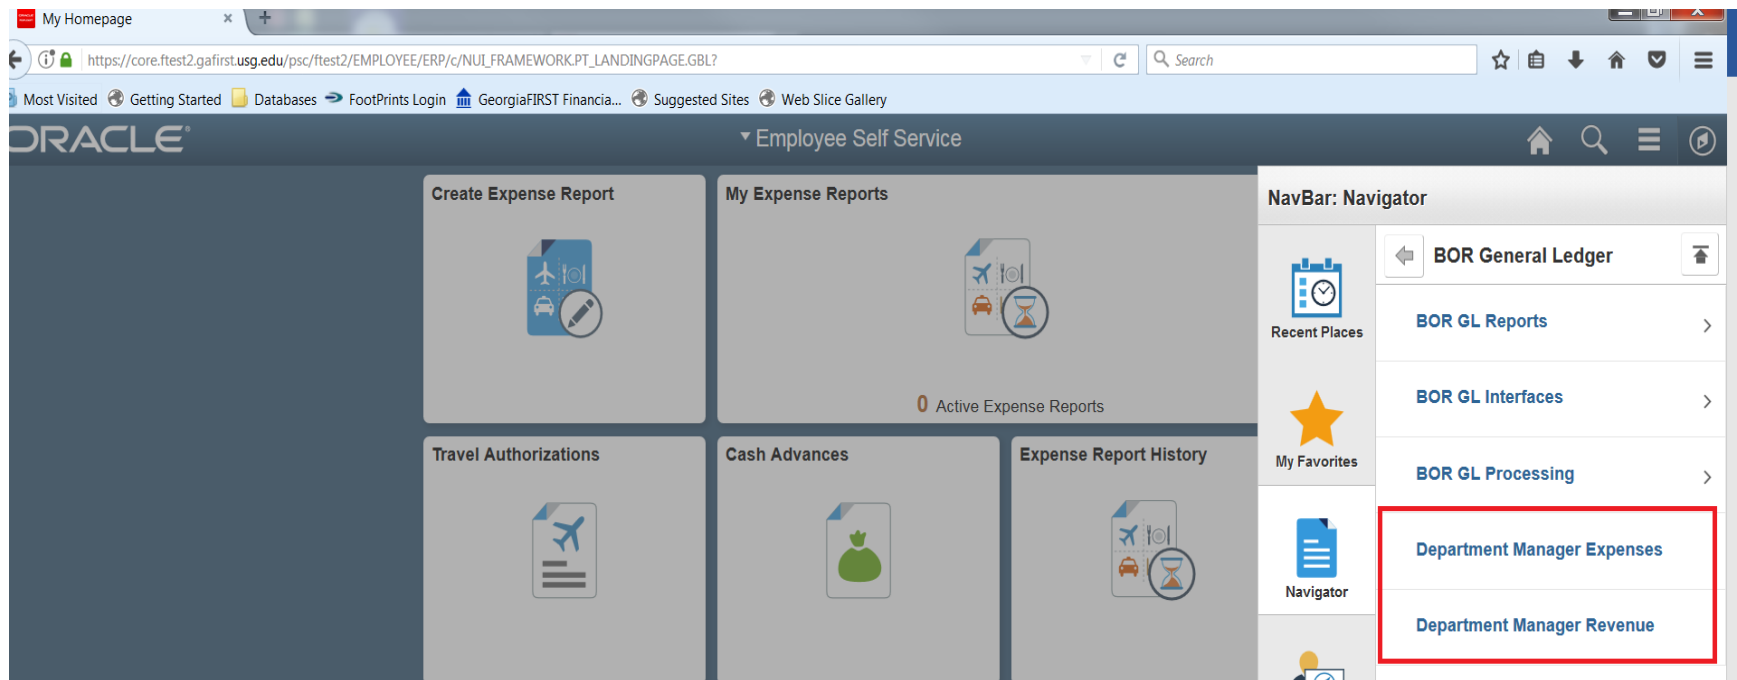 My Homepage × +
https://core.ftest2.gafirst.usg.edu/psc/ftest2/EMPLOYEE/ERP/c/NUI_FRAMEWORK.PT_LANDINGPAGE.GBL?
Search
Most Visited Getting Started Databases FootPrints Login GeorgiaFIRST Financia... Suggested Sites Web Slice Gallery
ORACLE
Employee Self Service
Create Expense Report
My Expense Reports
0 Active Expense Reports
Travel Authorizations
Cash Advances
Expense Report History
NavBar: Navigator
Recent Places
My Favorites
Navigator
BOR General Ledger
BOR GL Reports
BOR GL Interfaces
BOR GL Processing
Department Manager Expenses
Department Manager Revenue